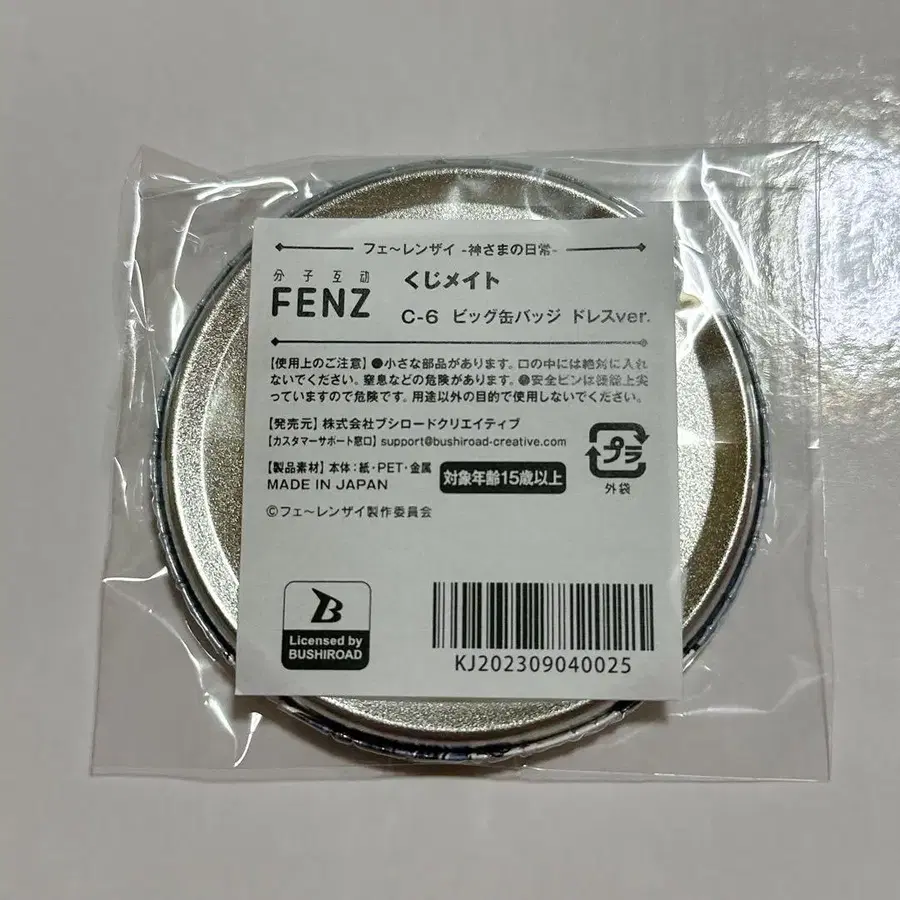 フェ〜レンザイ -神さまの日常-
分子互动
FENZ
くじメイト
C-6 ビッグ缶バッジ ドレスver.
【使用上のご注意】●小さな部品があります。口の中には絶対に入れ
ないでください。窒息などの危険があります。●安全ピンは構造上尖
っていますので危険です。用途以外の目的で使用しないでください。
【発売元】株式会社ブシロードクリエイティブ
【カスタマーサポート窓口】support@bushiroad-creative.com
【製品素材】本体:紙・PET・金属
MADE IN JAPAN
対象年齢15歳以上
プラ
外袋
©フェ〜レンザイ製作委員会
B
Licensed by
BUSHIROAD
KJ202309040025